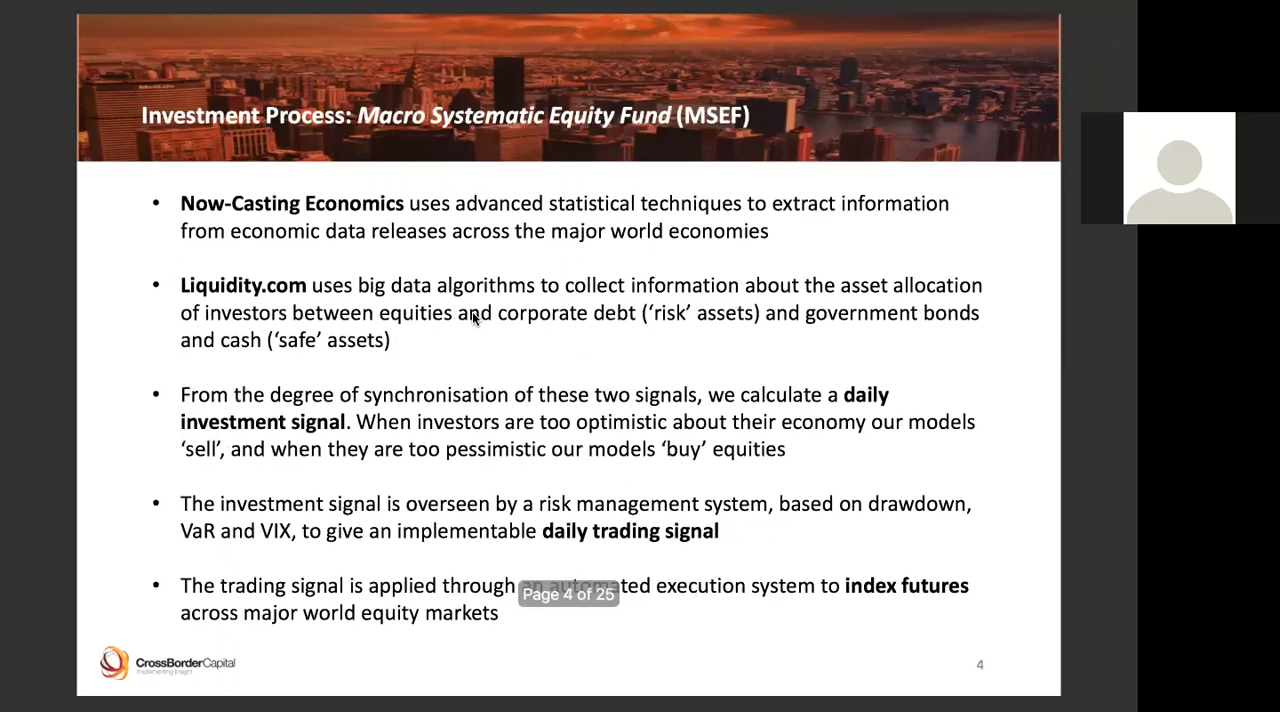 Investment Process: Macro Systematic Equity Fund (MSEF)
• Now-Casting Economics uses advanced statistical techniques to extract information
from economic data releases across the major world economies
• Liquidity.com uses big data algorithms to collect information about the asset allocation
of investors between equities and corporate debt (‘risk’ assets) and government bonds
and cash (‘safe’ assets)
• From the degree of synchronisation of these two signals, we calculate a daily
investment signal. When investors are too optimistic about their economy our models
‘sell’, and when they are too pessimistic our models ‘buy’ equities
• The investment signal is overseen by a risk management system, based on drawdown,
VaR and VIX, to give an implementable daily trading signal
• The trading signal is applied through an automated execution system to index futures
Page 4 of 25
across major world equity markets
CrossBorderCapital
Implementing Insight
4